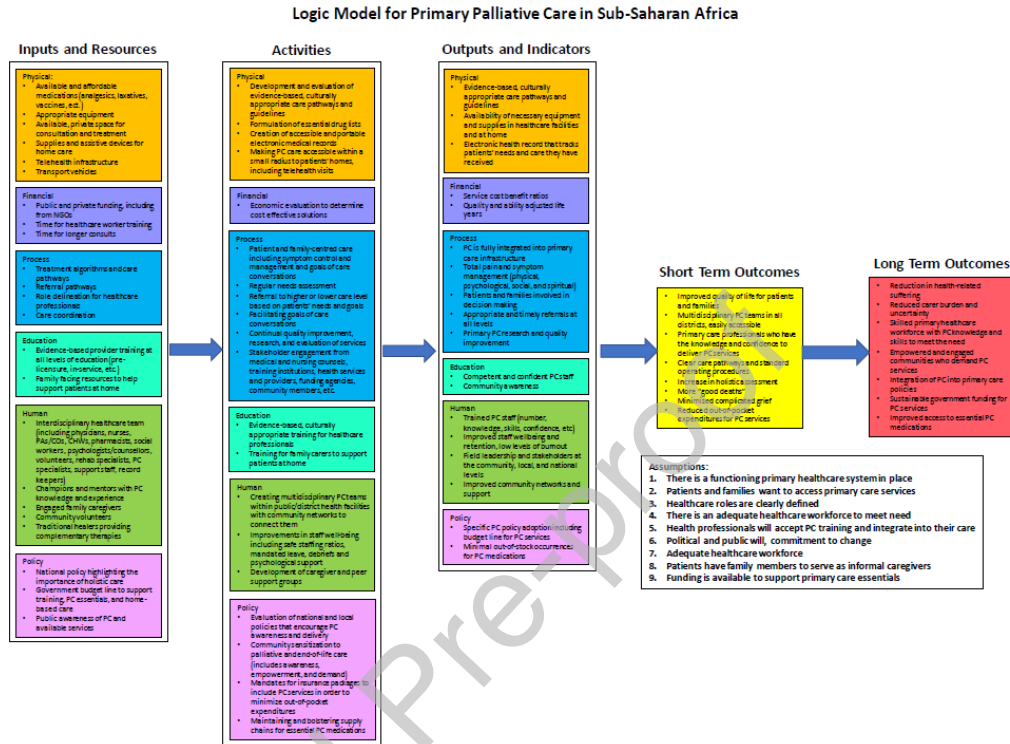 Logic Model for Primary Palliative Care in Sub-Saharan Africa
Inputs and Resources
Physical:
• Available and affordable
medications (analgesics, laxatives,
vaccines, ect.)
• Appropriate equipment
• Available, private space for
consultation and treatment
• Supplies and assistive devices for
home care
• Telehealth infrastructure
• Transport vehicles
Financial
• Public and private funding, including
from NGOs
• Time for healthcare worker training
• Time for longer consults
Process
• Treatment algorithms and care
pathways
• Referral pathways
• Role delineation for healthcare
professionals
• Care coordination
Education
• Evidence-based provider training at
all levels of education (pre-
licensure, in-service, etc.)
• Family facing resources to help
support patients at home
Human
• Interdisciplinary healthcare team
(including physicians, nurses,
PAs/COs, CHWs, pharmacists, social
workers, psychologists/counsellors,
volunteers, rehab specialists, PC
specialists, support staff, record
keepers)
• Champions and mentors with PC
knowledge and experience
• Engaged family caregivers
• Community volunteers
• Traditional healers providing
complementary therapies
Policy
• National policy highlighting the
importance of holistic care
• Government budget line to support
training, PC essentials, and home-
based care
• Public awareness of PC and
available services
Activities
Physical
• Development and evaluation of
evidence-based, culturally
appropriate care pathways and
guidelines
• Formulation of essential drug lists
• Creation of accessible and portable
electronic medical records
• Making PC care accessible within a
small radius to patients' homes,
including telehealth visits
Financial
• Economic evaluation to determine
cost effective solutions
Process
• Patient and family-centred care
including symptom control and
management and goals of care
conversations
• Regular needs assessment
• Referral to higher or lower care level
based on patients' needs and goals
• Facilitating goals of care
conversations
• Continual quality improvement,
research, and evaluation of services
• Stakeholder engagement from
medical and nursing counsels,
training institutions, health services
and providers, funding agencies,
community members, etc.
Education
• Evidence-based, culturally
appropriate training for healthcare
professionals
• Training for family carers to support
patients at home
Human
• Creating multidisciplinary PC teams
within public/district health facilities
with community networks to
connect them
• Improvements in staff well-being
including safe staffing ratios,
mandated leave, debriefs and
psychological support
• Development of caregiver and peer
support groups
Policy
• Evaluation of national and local
policies that encourage PC
awareness and delivery
• Community sensitization to
palliative and end-of-life care
(includes awareness,
empowerment, and demand)
• Mandates for insurance packages to
include PC services in order to
minimize out-of-pocket
expenditures
• Maintaining and bolstering supply
chains for essential PC medications
Outputs and Indicators
Physical
• Evidence-based, culturally
appropriate care pathways and
guidelines
• Availability of necessary equipment
and supplies in healthcare facilities
and at home
• Electronic health record that tracks
patients' needs and care they have
received
Financial
• Service cost benefit ratios
• Quality and ability adjusted life
years
Process
• PC is fully integrated into primary
care infrastructure
• Total pain and symptom
management (physical,
psychological, social, and spiritual)
• Patients and families involved in
decision making
• Appropriate and timely referrals at
all levels
• Primary PC research and quality
improvement
Education
• Competent and confident PC staff
• Community awareness
Human
• Trained PC staff (number,
knowledge, skills, confidence, etc)
• Improved staff wellbeing and
retention, low levels of burnout
• Field leadership and stakeholders at
the community, local, and national
levels
• Improved community networks and
support
Policy
• Specific PC policy adoption including
budget line for PC services
• Minimal out-of-stock occurrences
for PC medications
Short Term Outcomes
• Improved quality of life for patients
and families
• Multidisciplinary PC teams in all
districts, easily accessible
• Primary care professionals who have
the knowledge and confidence to
deliver PC services
• Clear care pathways and standard
operating procedures
• Increase in holistic assessment
• More "good deaths"
• Minimised complicated grief
• Reduced out-of-pocket
expenditures for PC services
Long Term Outcomes
• Reduction in health-related
suffering
• Reduced carer burden and
uncertainty
• Skilled primary healthcare
workforce with PC knowledge and
skills to meet the need
• Empowered and engaged
communities who demand PC
services
• Integration of PC into primary care
policies
• Sustainable government funding for
PC services
• Improved access to essential PC
medications
Assumptions:
1. There is a functioning primary healthcare system in place
2. Patients and families want to access primary care services
3. Healthcare roles are clearly defined
4. There is an adequate healthcare workforce to meet need
5. Health professionals will accept PC training and integrate into their care
6. Political and public will, commitment to change
7. Adequate healthcare workforce
8. Patients have family members to serve as informal caregivers
9. Funding is available to support primary care essentials
Pre-proof